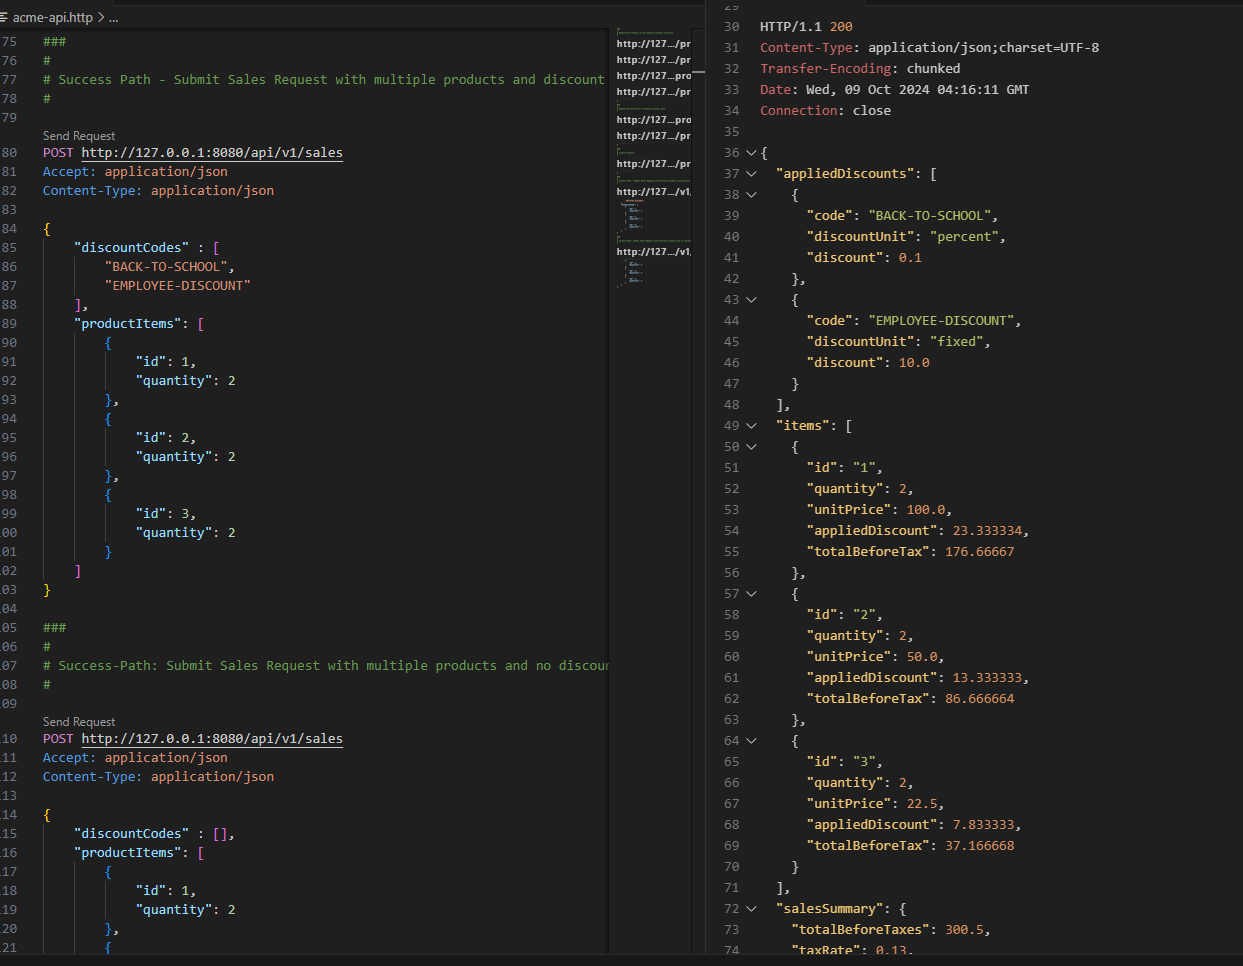 acme-api.http > ...
75 ###
76 #
77 # Success Path - Submit Sales Request with multiple products and discount
78 #
79
Send Request
80 POST http://127.0.0.1:8080/api/v1/sales
81 Accept: application/json
82 Content-Type: application/json
83
84 {
85 "discountCodes" : [
86 "BACK-TO-SCHOOL",
87 "EMPLOYEE-DISCOUNT"
88 ],
89 "productItems": [
90 {
91 "id": 1,
92 "quantity": 2
93 },
94 {
95 "id": 2,
96 "quantity": 2
97 },
98 {
99 "id": 3,
00 "quantity": 2
01 }
02 ]
03 }
04
05 ###
06 #
07 # Success-Path: Submit Sales Request with multiple products and no discou
08 #
09
Send Request
10 POST http://127.0.0.1:8080/api/v1/sales
11 Accept: application/json
12 Content-Type: application/json
13
14 {
15 "discountCodes" : [],
16 "productItems": [
17 {
18 "id": 1,
19 "quantity": 2
20 },
21 {
http://127.../pr
http://127.../pr
http://127...pro
http://127.../pr
http://127...pro
http://127.../pr
http://127.../pr
http://127.../v1
http://127.../v1
29
30 HTTP/1.1 200
31 Content-Type: application/json;charset=UTF-8
32 Transfer-Encoding: chunked
33 Date: Wed, 09 Oct 2024 04:16:11 GMT
34 Connection: close
35
36 {
37 "appliedDiscounts": [
38 {
39 "code": "BACK-TO-SCHOOL",
40 "discountUnit": "percent",
41 "discount": 0.1
42 },
43 {
44 "code": "EMPLOYEE-DISCOUNT",
45 "discountUnit": "fixed",
46 "discount": 10.0
47 }
48 ],
49 "items": [
50 {
51 "id": "1",
52 "quantity": 2,
53 "unitPrice": 100.0,
54 "appliedDiscount": 23.333334,
55 "totalBeforeTax": 176.66667
56 },
57 {
58 "id": "2",
59 "quantity": 2,
60 "unitPrice": 50.0,
61 "appliedDiscount": 13.333333,
62 "totalBeforeTax": 86.666664
63 },
64 {
65 "id": "3",
66 "quantity": 2,
67 "unitPrice": 22.5,
68 "appliedDiscount": 7.833333,
69 "totalBeforeTax": 37.166668
70 }
71 ],
72 "salesSummary": {
73 "totalBeforeTaxes": 300.5,
74 "taxRate": 0.13,